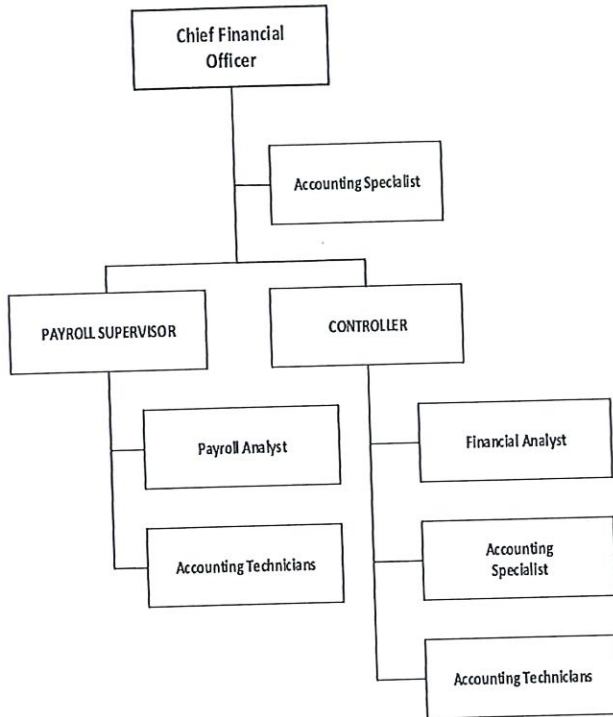 Chief Financial
Officer
Accounting Specialist
PAYROLL SUPERVISOR
CONTROLLER
Payroll Analyst
Financial Analyst
Accounting Technicians
Accounting
Specialist
Accounting Technicians